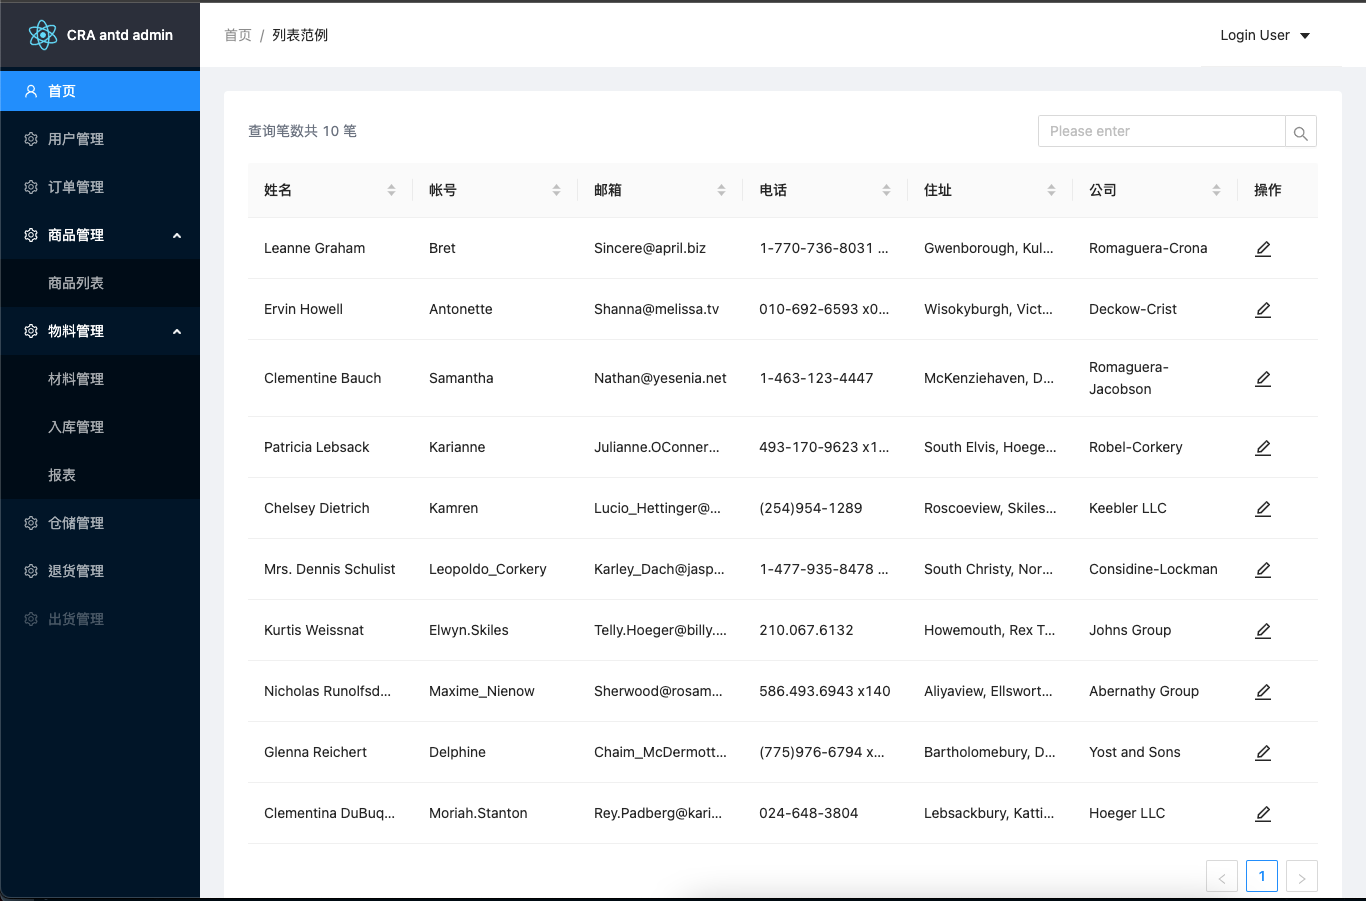 CRA antd admin
首页 / 列表范例
Login User
首页
用户管理
订单管理
商品管理
商品列表
物料管理
材料管理
入库管理
报表
仓储管理
退货管理
出货管理
查询笔数共 10 笔
Please enter
姓名 帐号 邮箱 电话 住址 公司 操作
Leanne Graham Bret Sincere@april.biz 1-770-736-8031 ... Gwenborough, Kul... Romaguera-Crona
Ervin Howell Antonette Shanna@melissa.tv 010-692-6593 x0... Wisokyburgh, Vict... Deckow-Crist
Clementine Bauch Samantha Nathan@yesenia.net 1-463-123-4447 McKenziehaven, D... Romaguera-
Jacobson
Patricia Lebsack Karianne Julianne.OConner... 493-170-9623 x1... South Elvis, Hoege... Robel-Corkery
Chelsey Dietrich Kamren Lucio_Hettinger@... (254)954-1289 Roscoeview, Skiles... Keebler LLC
Mrs. Dennis Schulist Leopoldo_Corkery Karley_Dach@jasp... 1-477-935-8478 ... South Christy, Nor... Considine-Lockman
Kurtis Weissnat Elwyn.Skiles Telly.Hoeger@billy.... 210.067.6132 Howemouth, Rex T... Johns Group
Nicholas Runolfsd... Maxime_Nienow Sherwood@rosam... 586.493.6943 x140 Aliyaview, Ellswort... Abernathy Group
Glenna Reichert Delphine Chaim_McDermott... (775)976-6794 x... Bartholomebury, D... Yost and Sons
Clementina DuBuq... Moriah.Stanton Rey.Padberg@kari... 024-648-3804 Lebsackbury, Katti... Hoeger LLC
< 1 >